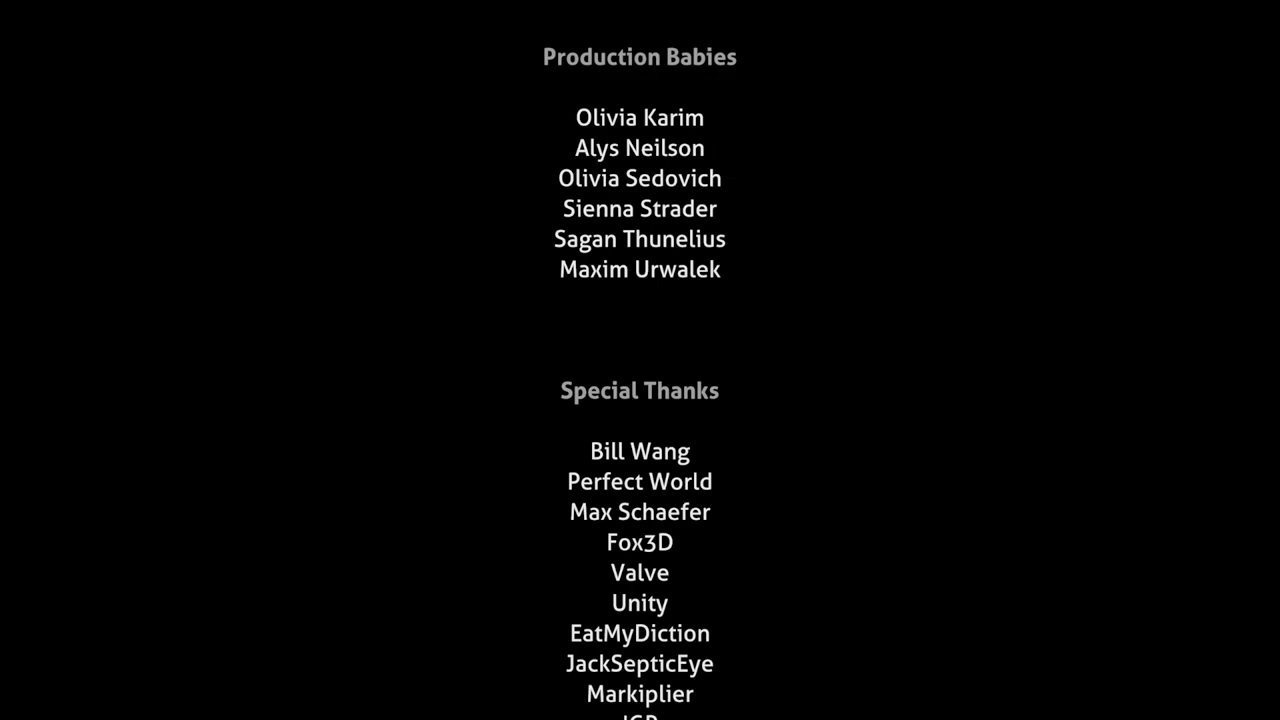 Production Babies
Olivia Karim
Alys Neilson
Olivia Sedovich
Sienna Strader
Sagan Thunelius
Maxim Urwalek
Special Thanks
Bill Wang
Perfect World
Max Schaefer
Fox3D
Valve
Unity
EatMyDiction
JackSepticEye
Markiplier